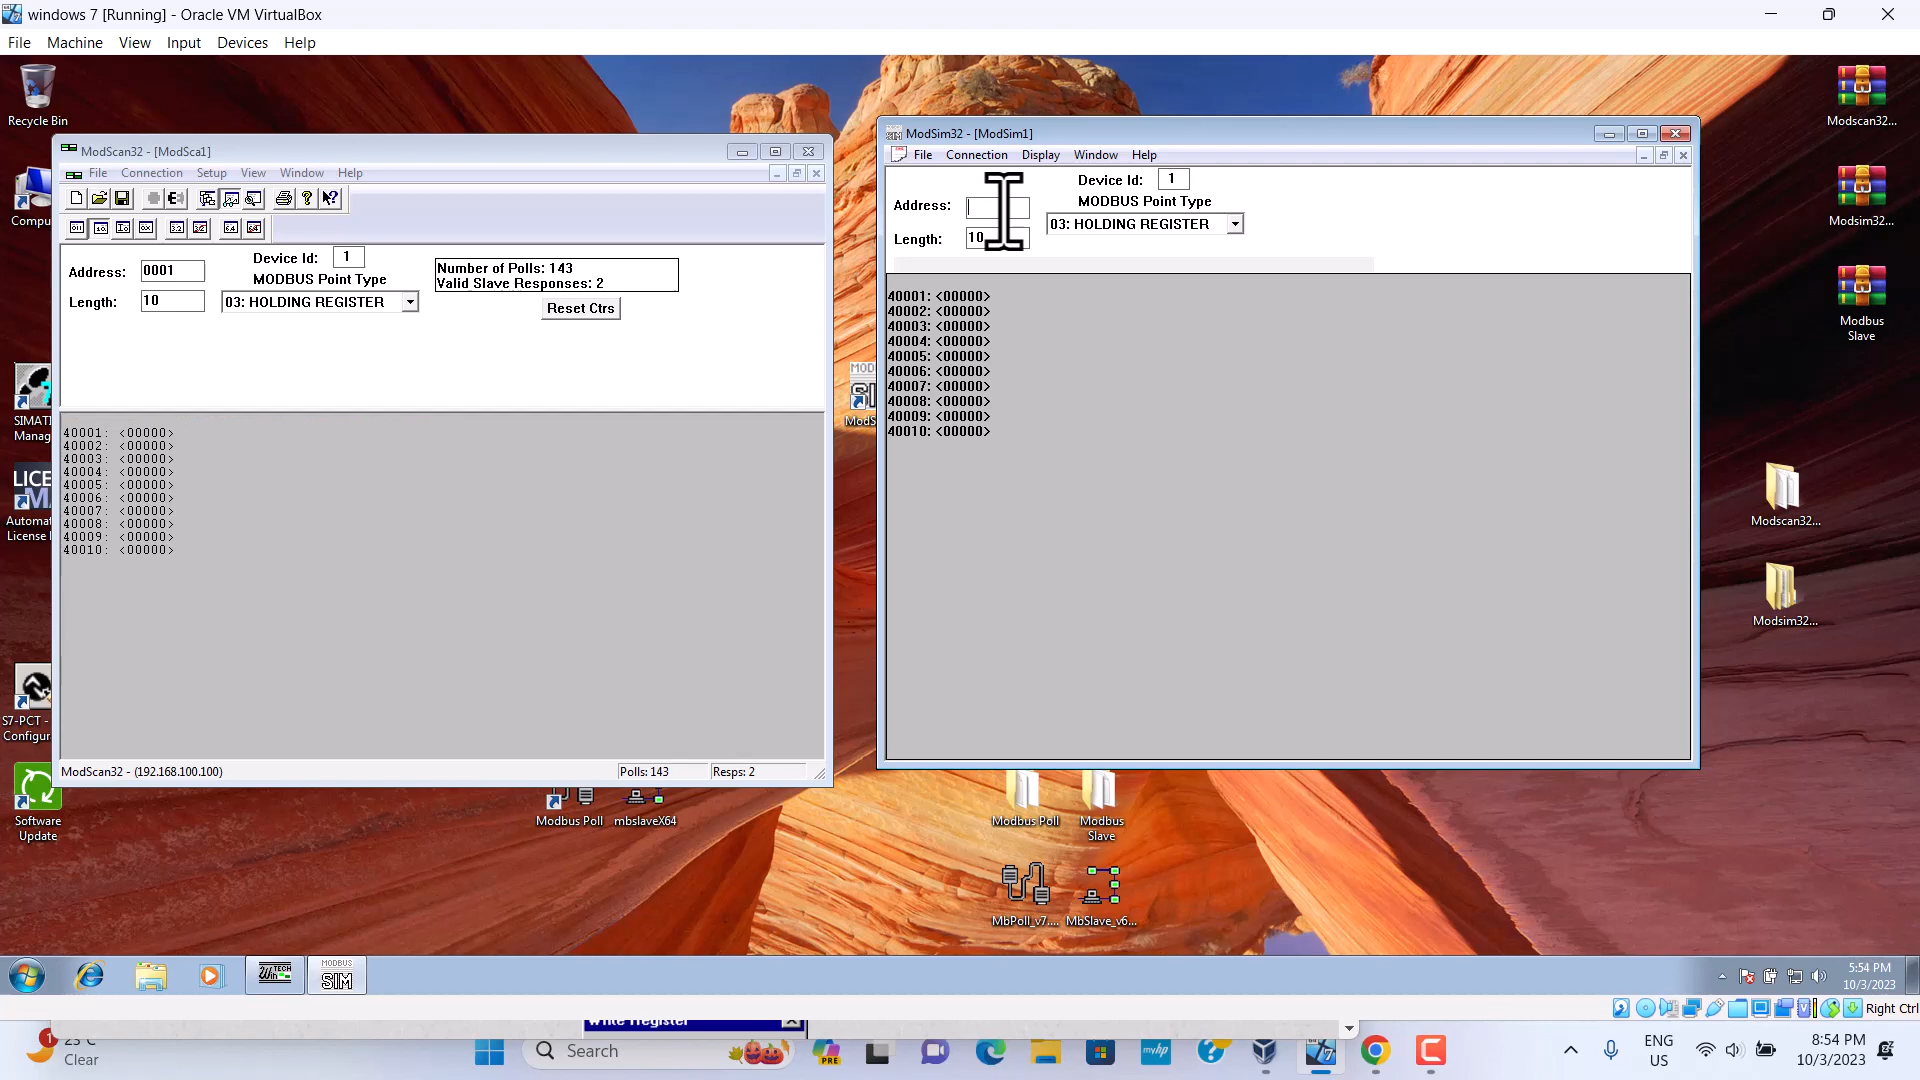 windows 7 [Running] - Oracle VM VirtualBox
File Machine View Input Devices Help
Recycle Bin
Modscan32...
Modsim32...
Modbus
Slave
Modscan32...
Modsim32...
Software
Update
ModScan32 - [ModSca1]
File Connection Setup View Window Help
Address: 0001
Length: 10
Device Id: 1
MODBUS Point Type
03: HOLDING REGISTER
Number of Polls: 143
Valid Slave Responses: 2
Reset Ctrs
40001: <00000>
40002: <00000>
40003: <00000>
40004: <00000>
40005: <00000>
40006: <00000>
40007: <00000>
40008: <00000>
40009: <00000>
40010: <00000>
ModScan32 - (192.168.100.100)
Polls: 143
Resps: 2
ModSim32 - [ModSim1]
File Connection Display Window Help
Address:
Length: 10
Device Id: 1
MODBUS Point Type
03: HOLDING REGISTER
40001: <00000>
40002: <00000>
40003: <00000>
40004: <00000>
40005: <00000>
40006: <00000>
40007: <00000>
40008: <00000>
40009: <00000>
40010: <00000>
Modbus Poll
mbslaveX64
Modbus Poll
Modbus
Slave
MbPoll_v7....
MbSlave_v6...
MODBUS
SIM
5:54 PM
10/3/2023
Right Ctrl
Clear
Search
PRE
myhp
ENG
US
8:54 PM
10/3/2023